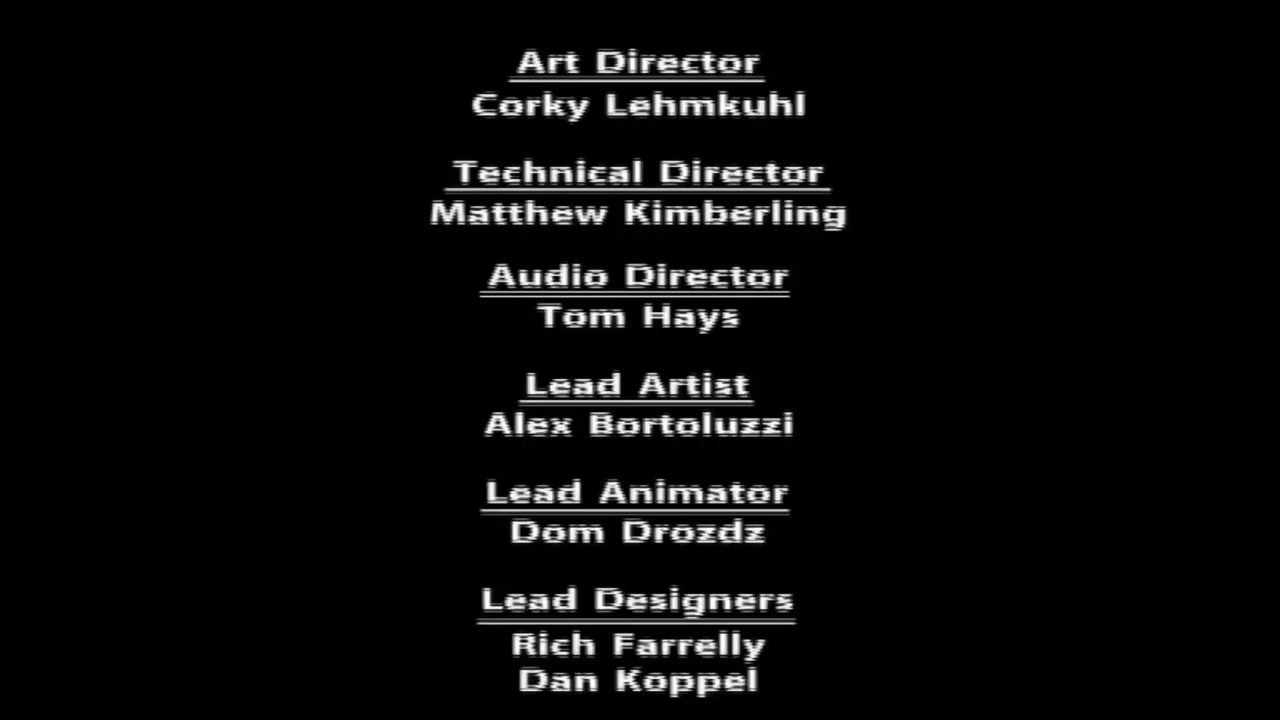 Art Director
Corky Lehmkuhl
Technical Director
Matthew Kimberling
Audio Director
Tom Hays
Lead Artist
Alex Bortoluzzi
Lead Animator
Dom Drozdz
Lead Designers
Rich Farrelly
Dan Koppel